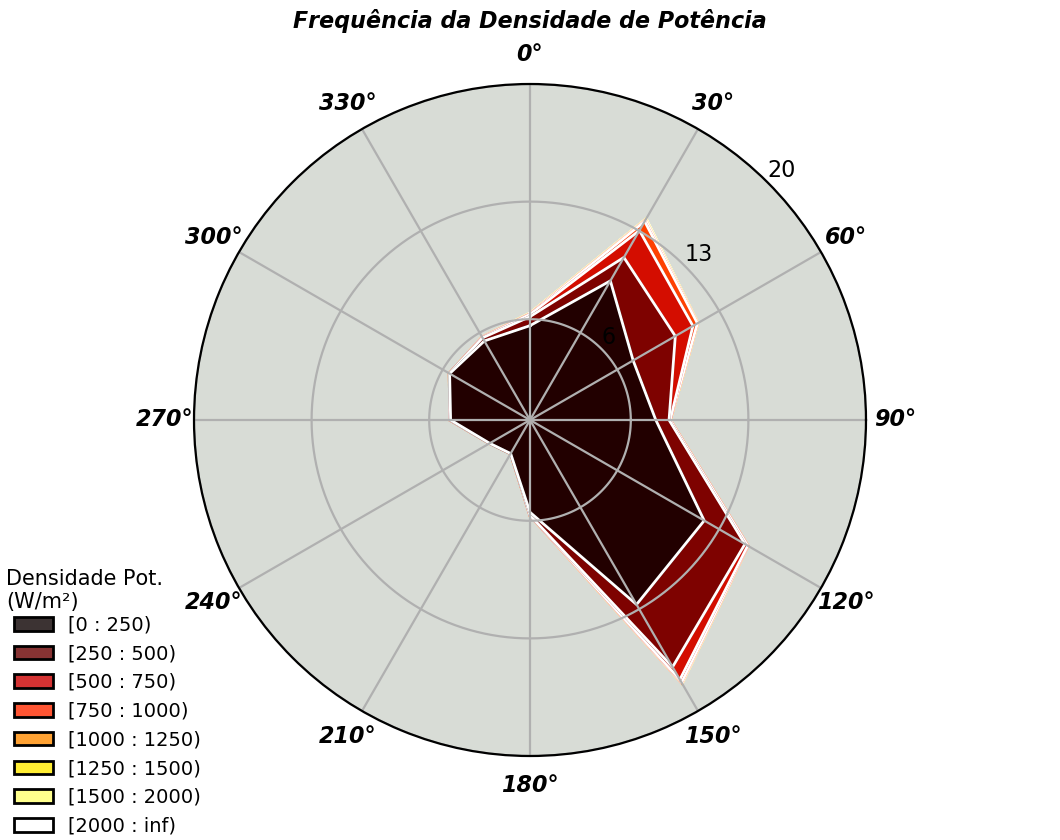 Frequência da Densidade de Potência
0°
330°
30°
20
300°
60°
13
6
270°
90°
240°
120°
210°
150°
180°
Densidade Pot.
(W/m²)
[0 : 250)
[250 : 500)
[500 : 750)
[750 : 1000)
[1000 : 1250)
[1250 : 1500)
[1500 : 2000)
[2000 : inf)